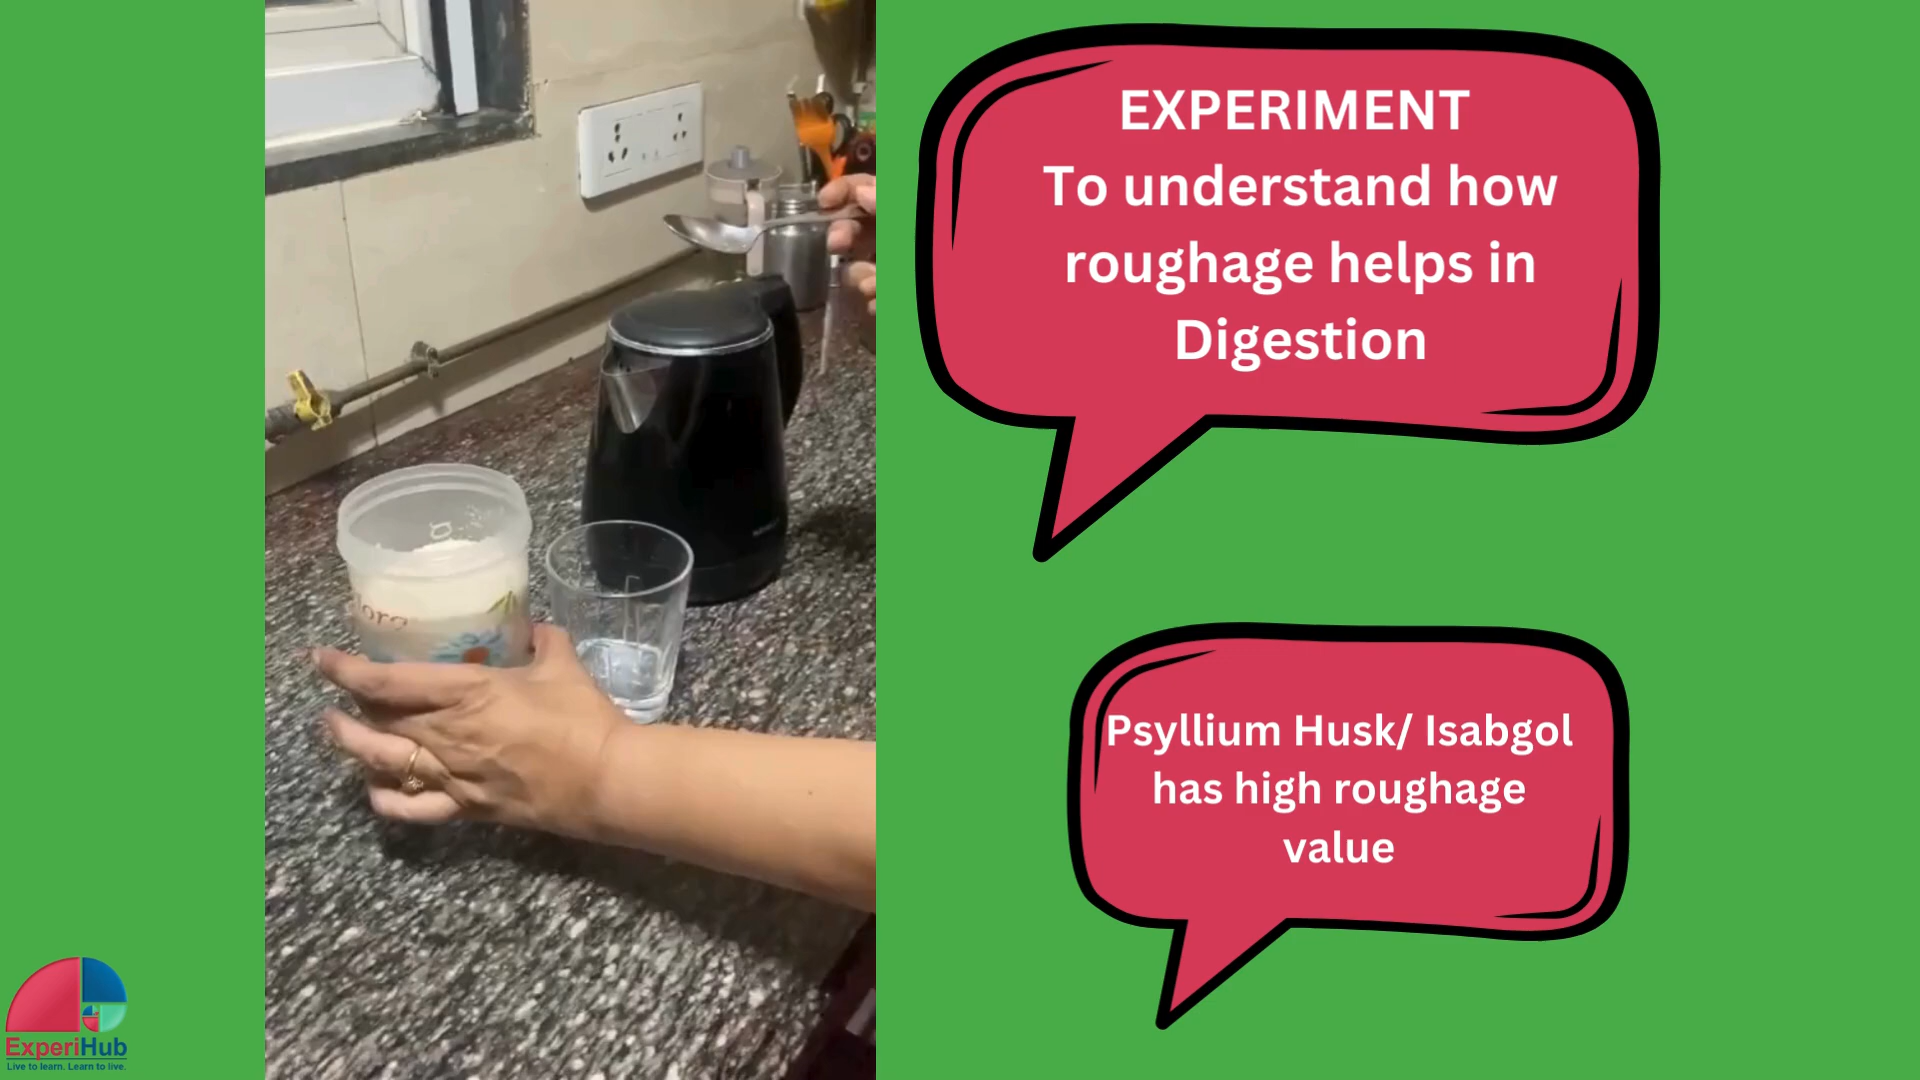 EXPERIMENT
To understand how
roughage helps in
Digestion
Psyllium Husk/ Isabgol
has high roughage
value
ExperiHub
Live to learn. Learn to live.